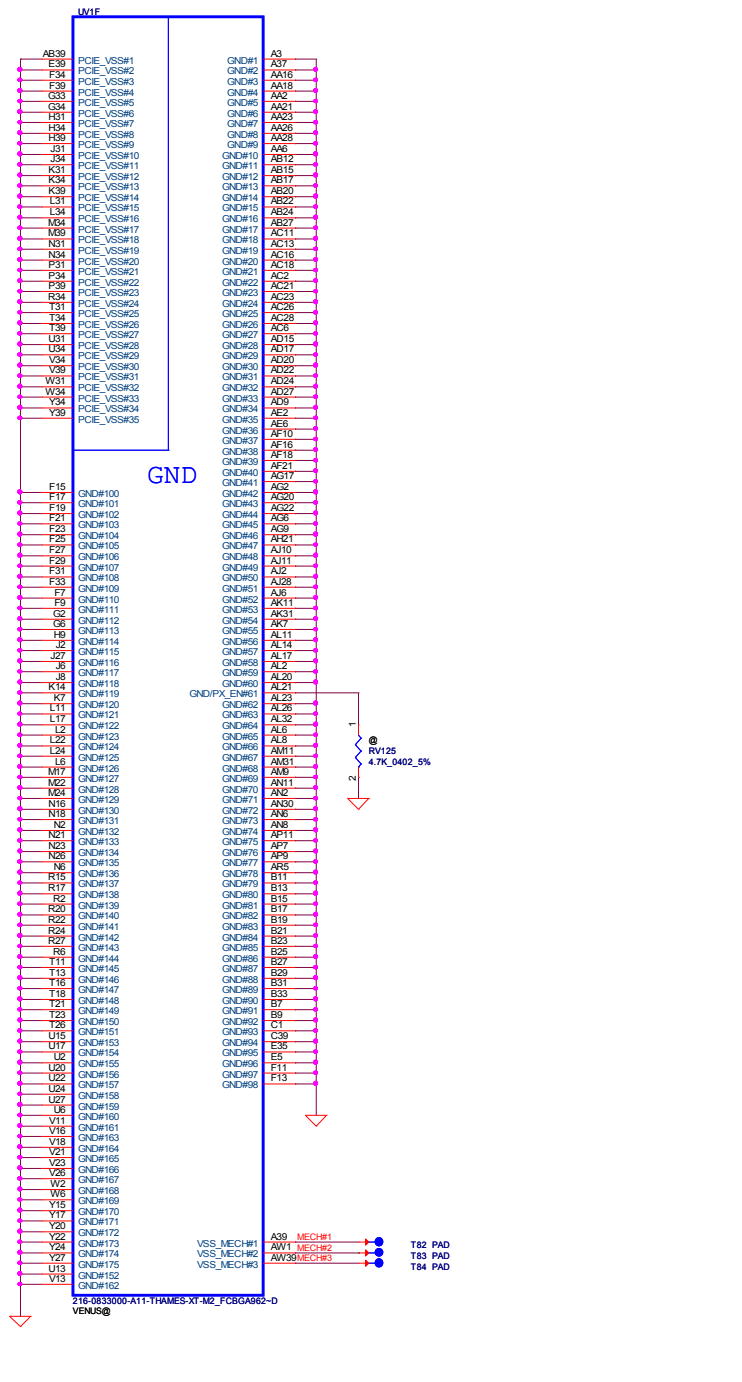 UV1F
AB39 PCIE_VSS#1
E39 PCIE_VSS#2
F34 PCIE_VSS#3
F39 PCIE_VSS#4
G33 PCIE_VSS#5
G34 PCIE_VSS#6
H31 PCIE_VSS#7
H34 PCIE_VSS#8
H39 PCIE_VSS#9
J31 PCIE_VSS#10
J34 PCIE_VSS#11
K31 PCIE_VSS#12
K34 PCIE_VSS#13
K39 PCIE_VSS#14
L31 PCIE_VSS#15
L34 PCIE_VSS#16
M34 PCIE_VSS#17
M39 PCIE_VSS#18
N31 PCIE_VSS#19
N34 PCIE_VSS#20
P31 PCIE_VSS#21
P34 PCIE_VSS#22
P39 PCIE_VSS#23
R34 PCIE_VSS#24
T31 PCIE_VSS#25
T34 PCIE_VSS#26
T39 PCIE_VSS#27
U31 PCIE_VSS#28
U34 PCIE_VSS#29
V34 PCIE_VSS#30
V39 PCIE_VSS#31
W31 PCIE_VSS#32
W34 PCIE_VSS#33
Y34 PCIE_VSS#34
Y39 PCIE_VSS#35
GND
F15 GND#100
F17 GND#101
F19 GND#102
F21 GND#103
F23 GND#104
F25 GND#105
F27 GND#106
F29 GND#107
F31 GND#108
F33 GND#109
F7 GND#110
F9 GND#111
G2 GND#112
G6 GND#113
H9 GND#114
J2 GND#115
J27 GND#116
J6 GND#117
J8 GND#118
K14 GND#119
K7 GND#120
L11 GND#121
L17 GND#122
L2 GND#123
L22 GND#124
L24 GND#125
L6 GND#126
M17 GND#127
M22 GND#128
M24 GND#129
N16 GND#130
N18 GND#131
N2 GND#132
N21 GND#133
N23 GND#134
N26 GND#135
N6 GND#136
R15 GND#137
R17 GND#138
R2 GND#139
R20 GND#140
R22 GND#141
R24 GND#142
R27 GND#143
R6 GND#144
T11 GND#145
T13 GND#146
T16 GND#147
T18 GND#148
T21 GND#149
T23 GND#150
T26 GND#151
U15 GND#153
U17 GND#154
U2 GND#155
U20 GND#156
U22 GND#157
U24 GND#158
U27 GND#159
U6 GND#160
V11 GND#161
V16 GND#163
V18 GND#164
V21 GND#165
V23 GND#166
V26 GND#167
W2 GND#168
W6 GND#169
Y15 GND#170
Y17 GND#171
Y20 GND#172
Y22 GND#173
Y24 GND#174
Y27 GND#175
U13 GND#152
V13 GND#162
GND#1 A3
GND#2 A37
GND#3 AA16
GND#4 AA18
GND#5 AA2
GND#6 AA21
GND#7 AA23
GND#8 AA26
GND#9 AA28
GND#10 AA6
GND#11 AB12
GND#12 AB15
GND#13 AB17
GND#14 AB20
GND#15 AB22
GND#16 AB24
GND#17 AB27
GND#18 AC11
GND#19 AC13
GND#20 AC16
GND#21 AC18
GND#22 AC2
GND#23 AC21
GND#24 AC23
GND#25 AC26
GND#26 AC28
GND#27 AC6
GND#28 AD15
GND#29 AD17
GND#30 AD20
GND#31 AD22
GND#32 AD24
GND#33 AD27
GND#34 AD9
GND#35 AE2
GND#36 AE6
GND#37 AF10
GND#38 AF16
GND#39 AF18
GND#40 AF21
GND#41 AG17
GND#42 AG2
GND#43 AG20
GND#44 AG22
GND#45 AG6
GND#46 AG9
GND#47 AH21
GND#48 AJ10
GND#49 AJ11
GND#50 AJ2
GND#51 AJ28
GND#52 AJ6
GND#53 AK11
GND#54 AK31
GND#55 AK7
GND#56 AL11
GND#57 AL14
GND#58 AL17
GND#59 AL2
GND#60 AL20
GND/PX_EN#61 AL21
GND#62 AL23
GND#63 AL26
GND#64 AL32
GND#65 AL6
GND#66 AL8
GND#67 AM11
GND#68 AM31
GND#69 AM9
GND#70 AN11
GND#71 AN2
GND#72 AN30
GND#73 AN6
GND#74 AN8
GND#75 AP11
GND#76 AP7
GND#77 AP9
GND#78 AR5
GND#79 B11
GND#80 B13
GND#81 B15
GND#82 B17
GND#83 B19
GND#84 B21
GND#85 B23
GND#86 B25
GND#87 B27
GND#88 B29
GND#89 B31
GND#90 B33
GND#91 B7
GND#92 B9
GND#93 C1
GND#94 C39
GND#95 E35
GND#96 E5
GND#97 F11
GND#98 F13
1
@
RV125
4.7K_0402_5%
2
VSS_MECH#1 A39 MECH#1 T82 PAD
VSS_MECH#2 AW1 MECH#2 T83 PAD
VSS_MECH#3 AW39 MECH#3 T84 PAD
216-0833000-A11-THAMES-XT-M2_FCBGA962~D
VENUS@